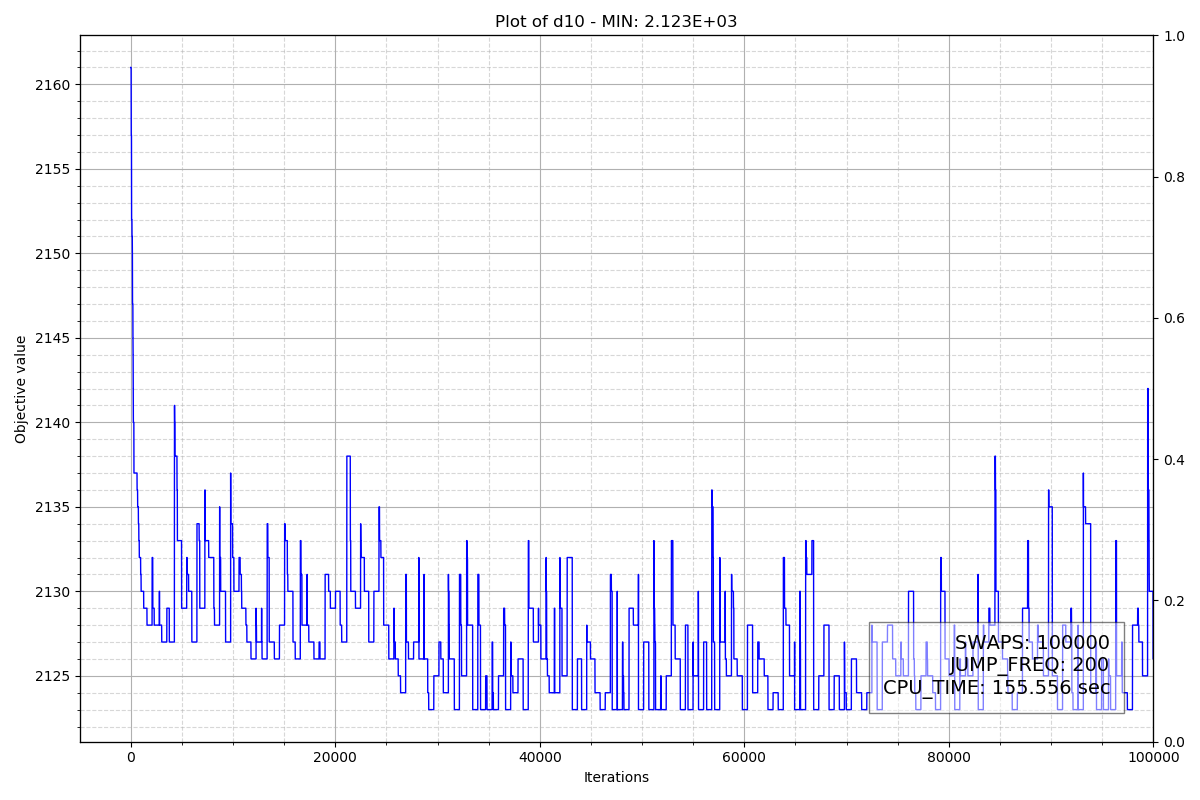 Plot of d10 - MIN: 2.123E+03
2160
2155
2150
2145
2140
2135
2130
2125
Objective value
1.0
0.8
0.6
0.4
0.2
0.0
SWAPS: 100000
JUMP_FREQ: 200
CPU_TIME: 155.556 sec
0 20000 40000 60000 80000 100000
Iterations